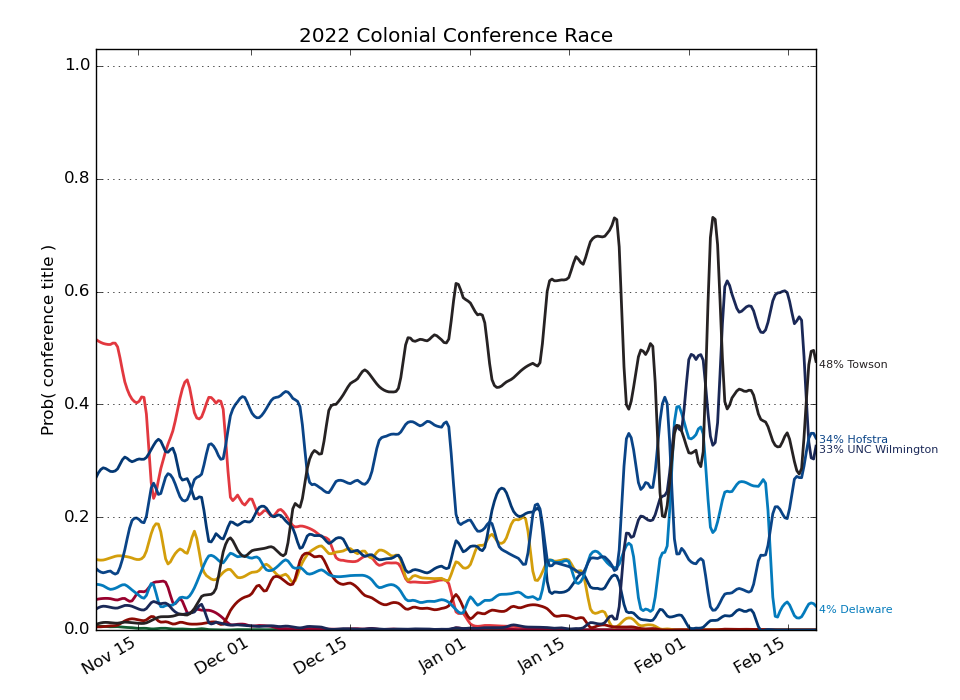 2022 Colonial Conference Race
Prob( conference title )
1.0
0.8
0.6
0.4
0.2
0.0
48% Towson
34% Hofstra
33% UNC Wilmington
4% Delaware
Nov 15
Dec 01
Dec 15
Jan 01
Jan 15
Feb 01
Feb 15